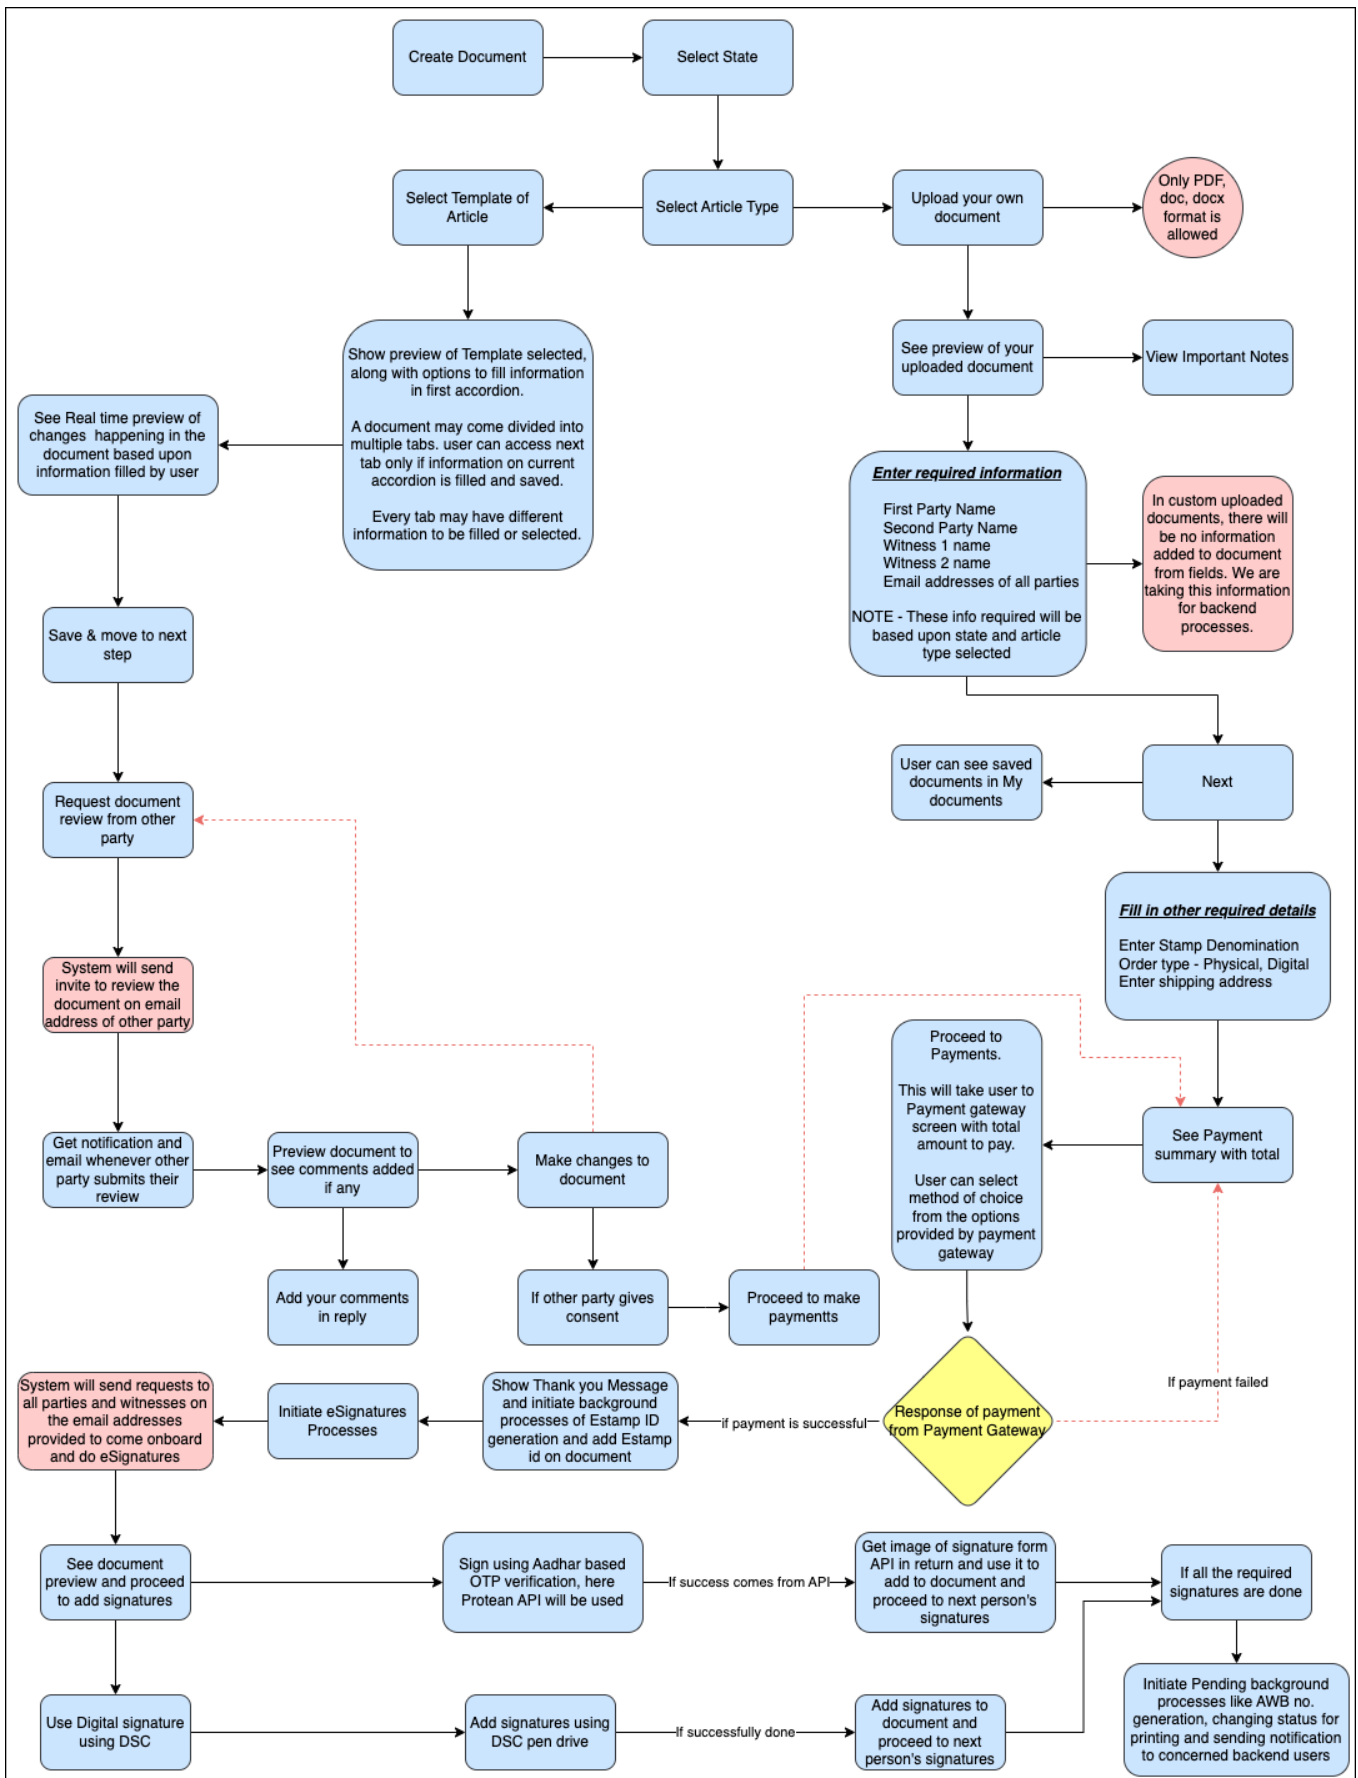 Create Document
Select State
Select Template of
Article
Select Article Type
Upload your own
document
Only PDF,
doc, docx
format is
allowed
Show preview of Template selected,
along with options to fill information
in first accordion.
A document may come divided into
multiple tabs. user can access next
tab only if information on current
accordion is filled and saved.
Every tab may have different
information to be filled or selected.
See preview of your
uploaded document
View Important Notes
See Real time preview of
changes happening in the
document based upon
information filled by user
Enter required information
First Party Name
Second Party Name
Witness 1 name
Witness 2 name
Email addresses of all parties
NOTE - These info required will be
based upon state and article
type selected
In custom uploaded
documents, there will
be no information
added to document
from fields. We are
taking this information
for backend
processes.
Save & move to next
step
User can see saved
documents in My
documents
Next
Request document
review from other
party
Fill in other required details
Enter Stamp Denomination
Order type - Physical, Digital
Enter shipping address
System will send
invite to review the
document on email
address of other party
Proceed to
Payments.
This will take user to
Payment gateway
screen with total
amount to pay.
User can select
method of choice
from the options
provided by payment
gateway
See Payment
summary with total
Get notification and
email whenever other
party submits their
review
Preview document to
see comments added
if any
Make changes to
document
Add your comments
in reply
If other party gives
consent
Proceed to make
paymentts
If payment failed
System will send requests to
all parties and witnesses on
the email addresses
provided to come onboard
and do eSignatures
Initiate eSignatures
Processes
Show Thank you Message
and initiate background
processes of Estamp ID
generation and add Estamp
id on document
if payment is successful
Response of payment
from Payment Gateway
See document
preview and proceed
to add signatures
Sign using Aadhar based
OTP verification, here
Protean API will be used
If success comes from API
Get image of signature form
API in return and use it to
add to document and
proceed to next person's
signatures
If all the required
signatures are done
Use Digital signature
using DSC
Add signatures using
DSC pen drive
If successfully done
Add signatures to
document and
proceed to next
person's signatures
Initiate Pending background
processes like AWB no.
generation, changing status for
printing and sending notification
to concerned backend users